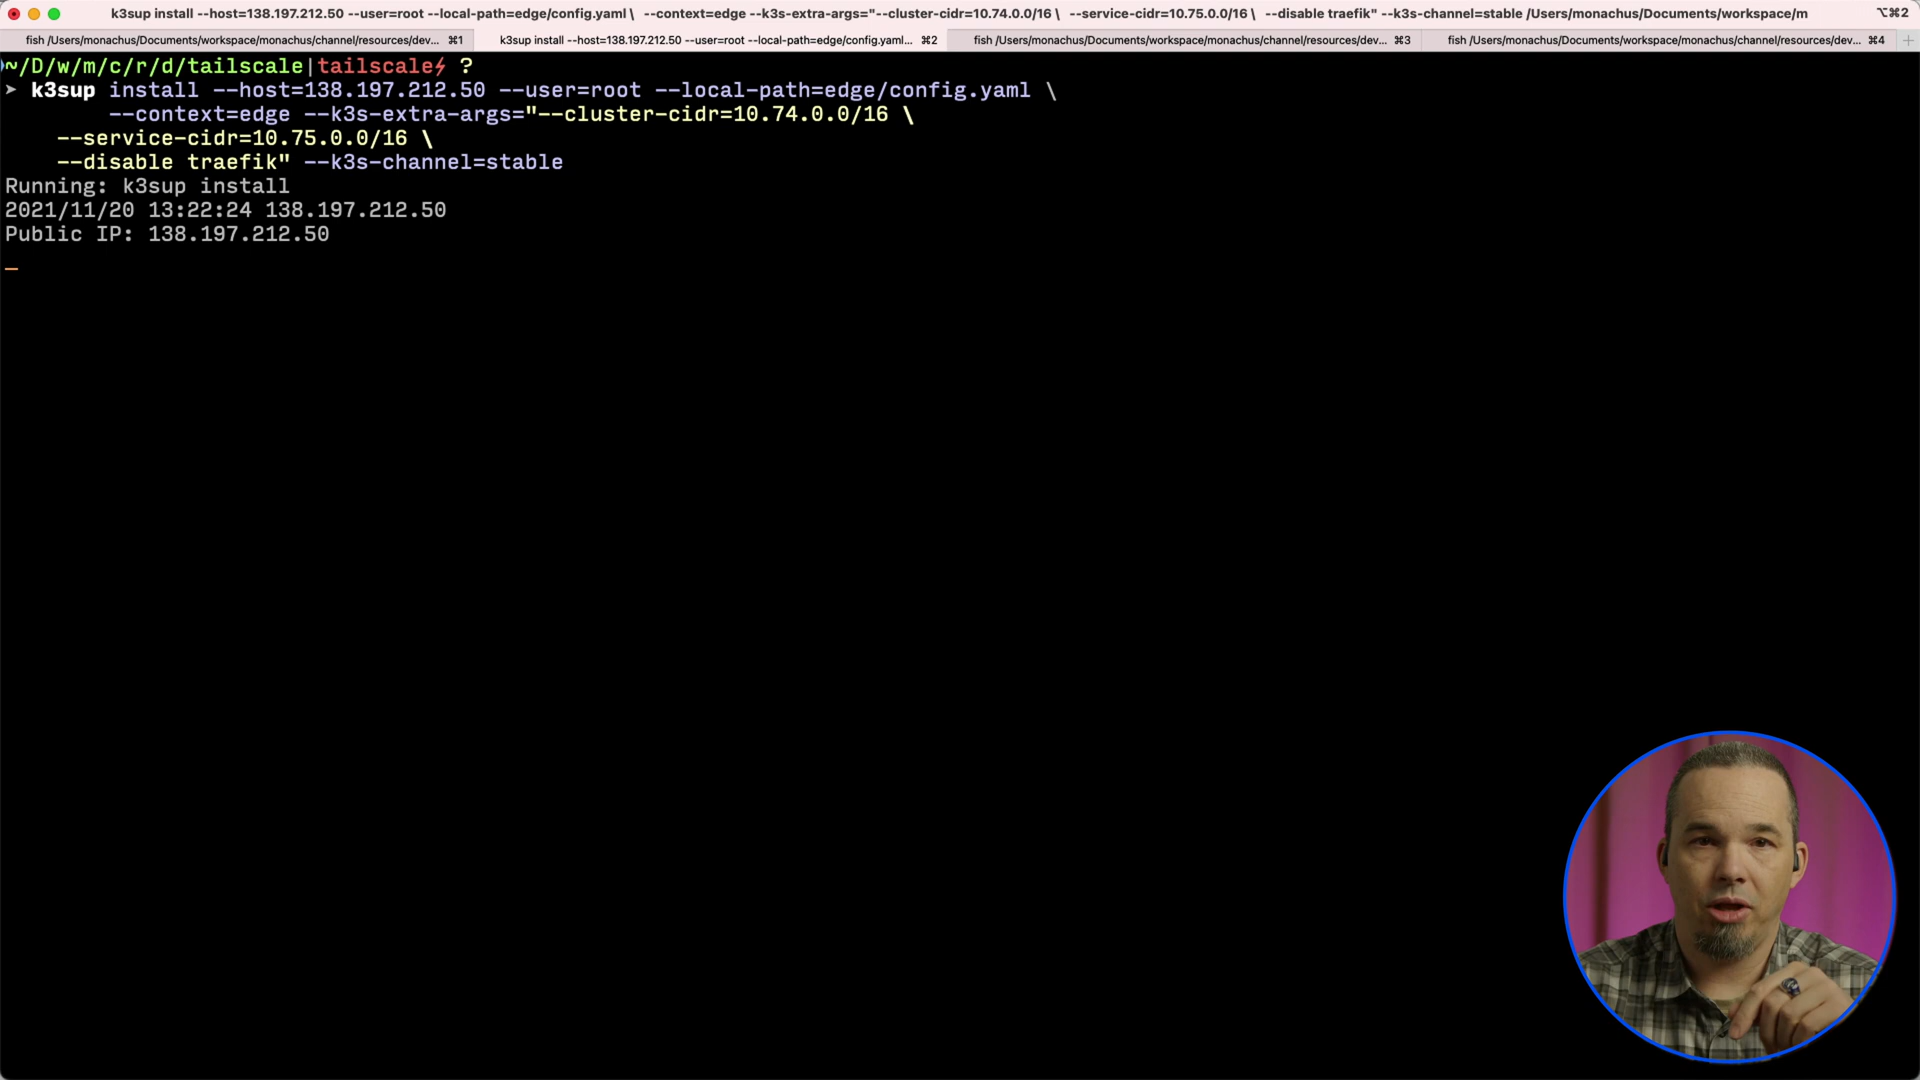 k3sup install --host=138.197.212.50 --user=root --local-path=edge/config.yaml \  --context=edge --k3s-extra-args="--cluster-cidr=10.74.0.0/16 \  --service-cidr=10.75.0.0/16 \  --disable traefik" --k3s-channel=stable /Users/monachus/Documents/workspace/m ⌥⌘2
fish /Users/monachus/Documents/workspace/monachus/channel/resources/dev... ⌘1
k3sup install --host=138.197.212.50 --user=root --local-path=edge/config.yaml... ⌘2
fish /Users/monachus/Documents/workspace/monachus/channel/resources/dev... ⌘3
fish /Users/monachus/Documents/workspace/monachus/channel/resources/dev... ⌘4
~/D/w/m/c/r/d/tailscale|tailscale⚡ ?
➤ k3sup install --host=138.197.212.50 --user=root --local-path=edge/config.yaml \
--context=edge --k3s-extra-args="--cluster-cidr=10.74.0.0/16 \
--service-cidr=10.75.0.0/16 \
--disable traefik" --k3s-channel=stable
Running: k3sup install
2021/11/20 13:22:24 138.197.212.50
Public IP: 138.197.212.50